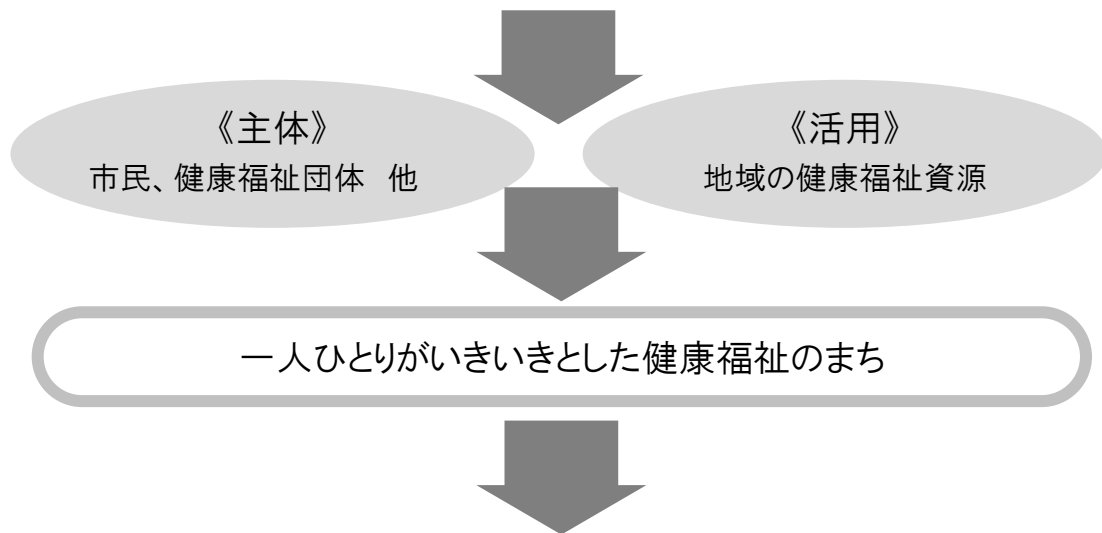 《主体》
市民、健康福祉団体　他
《活用》
地域の健康福祉資源
一人ひとりがいきいきとした健康福祉のまち